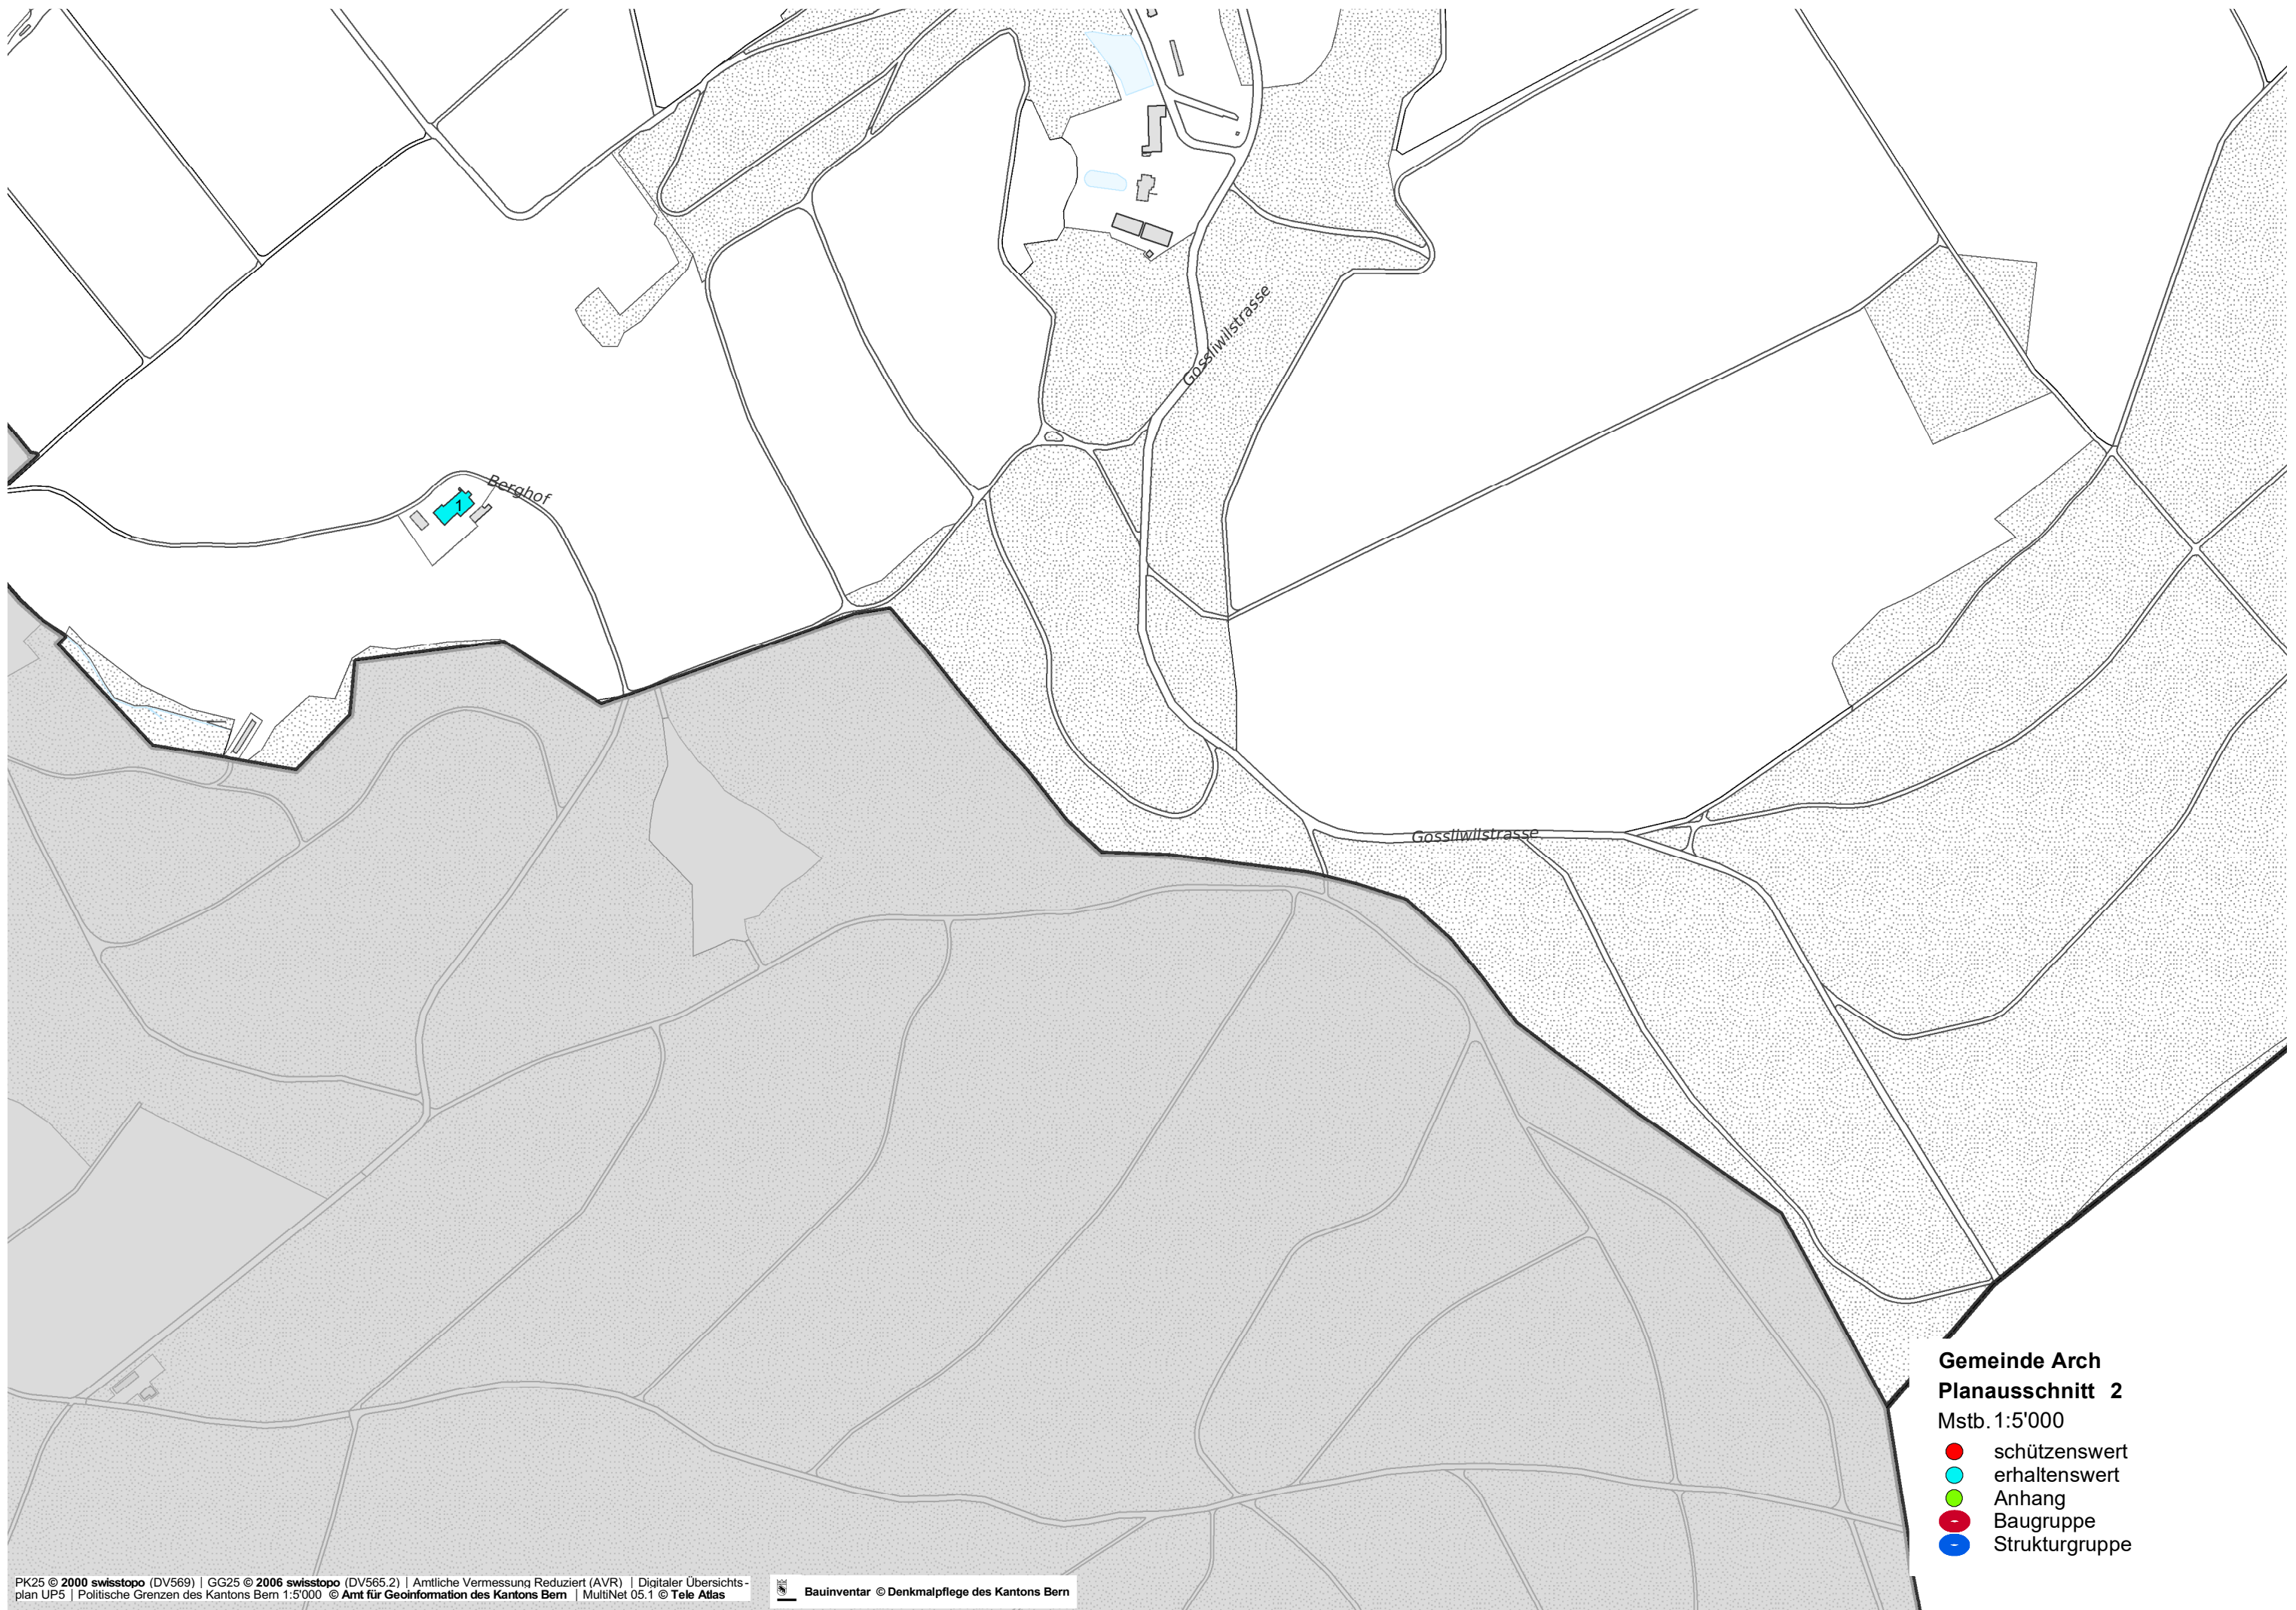 Gossliwilstrasse
Berghof
1
Gossliwilstrasse
Gemeinde Arch
Planausschnitt 2
Mstb. 1:5'000
schützenswert
erhaltenswert
Anhang
Baugruppe
Strukturgruppe
PK25 © 2000 swisstopo (DV569) | GG25 © 2006 swisstopo (DV565.2) | Amtliche Vermessung Reduziert (AVR) | Digitaler Übersichts-
plan UP5 | Politische Grenzen des Kantons Bern 1:5'000 © Amt für Geoinformation des Kantons Bern | MultiNet 05.1 © Tele Atlas
Bauinventar © Denkmalpflege des Kantons Bern